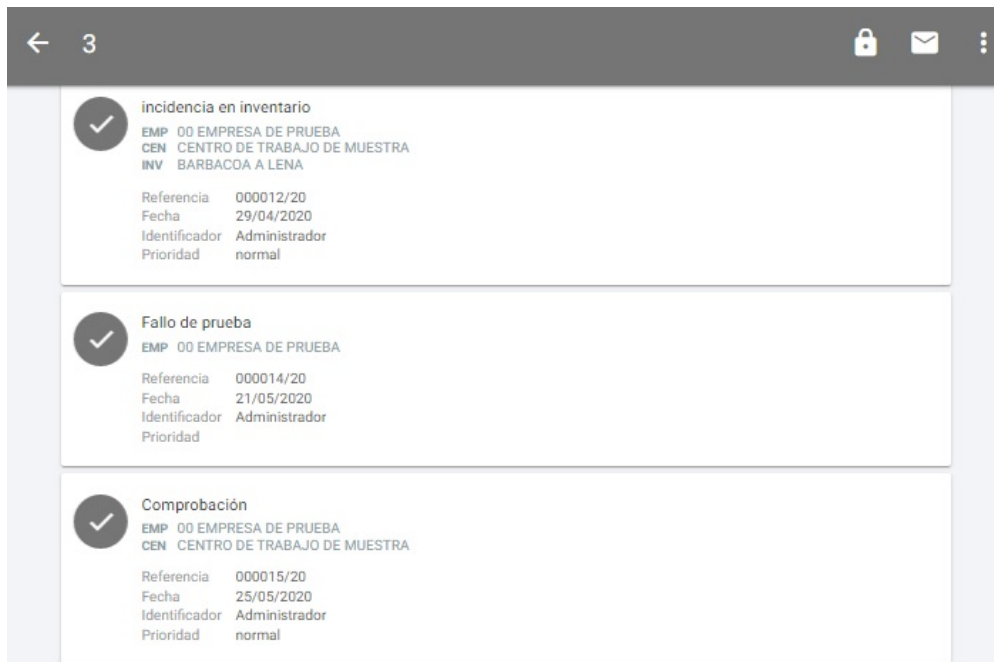 3
incidencia en inventario
EMP 00 EMPRESA DE PRUEBA
CEN CENTRO DE TRABAJO DE MUESTRA
INV BARBACOA A LENA
Referencia 000012/20
Fecha 29/04/2020
Identificador Administrador
Prioridad normal
Fallo de prueba
EMP 00 EMPRESA DE PRUEBA
Referencia 000014/20
Fecha 21/05/2020
Identificador Administrador
Prioridad
Comprobación
EMP 00 EMPRESA DE PRUEBA
CEN CENTRO DE TRABAJO DE MUESTRA
Referencia 000015/20
Fecha 25/05/2020
Identificador Administrador
Prioridad normal